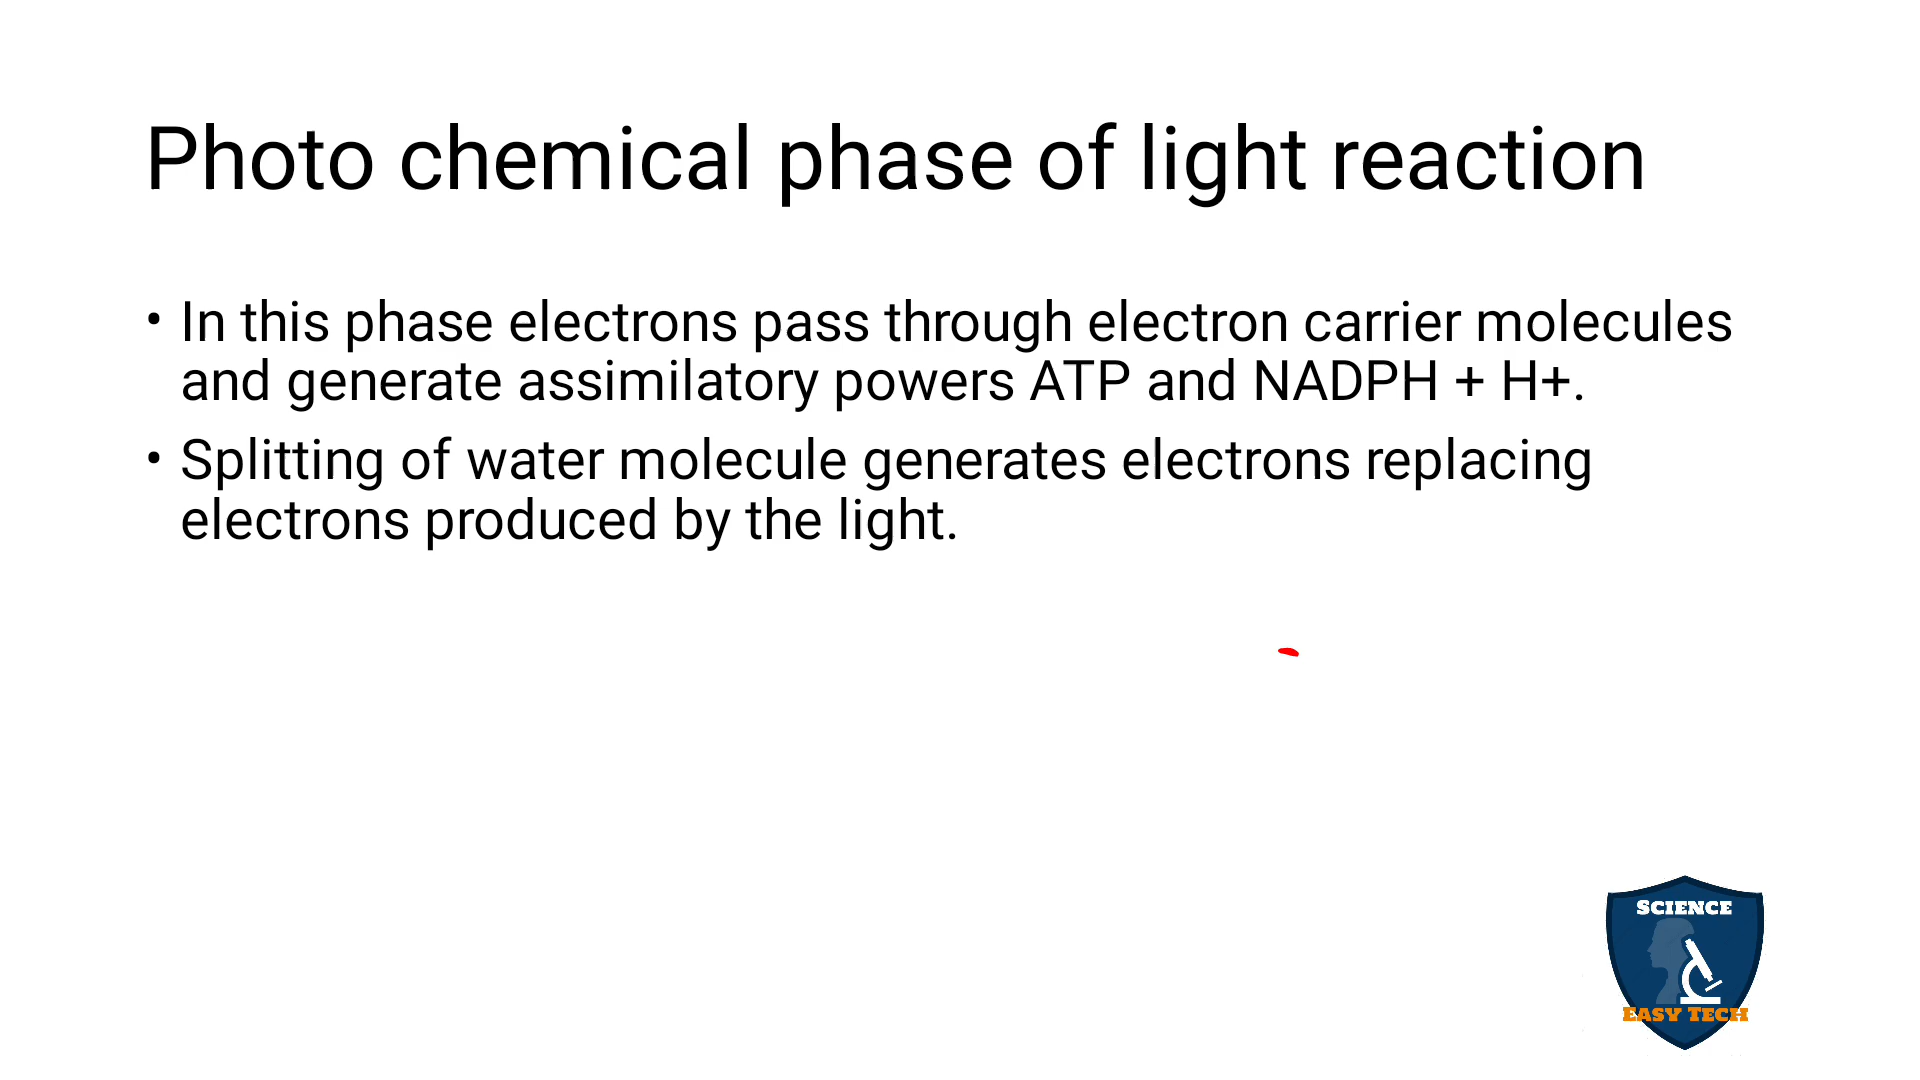 Photo chemical phase of light reaction
• In this phase electrons pass through electron carrier molecules
and generate assimilatory powers ATP and NADPH + H+.
• Splitting of water molecule generates electrons replacing
electrons produced by the light.
SCIENCE
EASY TECH